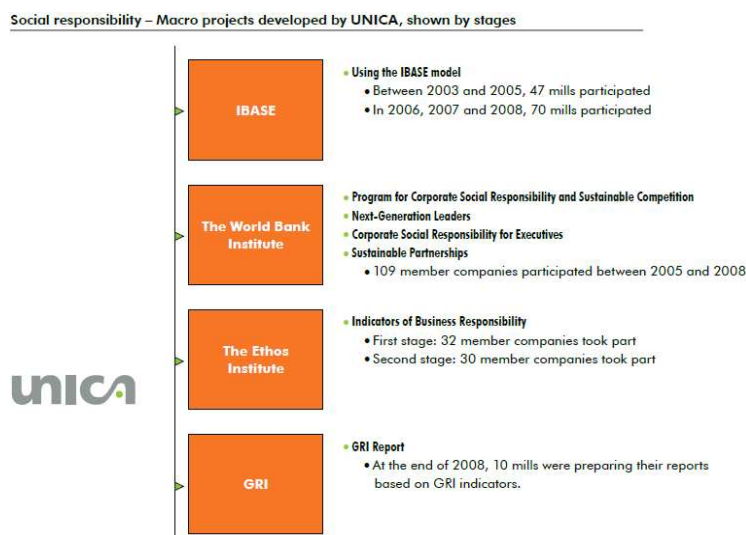 Social responsibility – Macro projects developed by UNICA, shown by stages
IBASE
• Using the IBASE model
• Between 2003 and 2005, 47 mills participated
• In 2006, 2007 and 2008, 70 mills participated
The World Bank
Institute
• Program for Corporate Social Responsibility and Sustainable Competition
• Next-Generation Leaders
• Corporate Social Responsibility for Executives
• Sustainable Partnerships
• 109 member companies participated between 2005 and 2008
The Ethos
Institute
• Indicators of Business Responsibility
• First stage: 32 member companies took part
• Second stage: 30 member companies took part
unica
GRI
• GRI Report
• At the end of 2008, 10 mills were preparing their reports
based on GRI indicators.